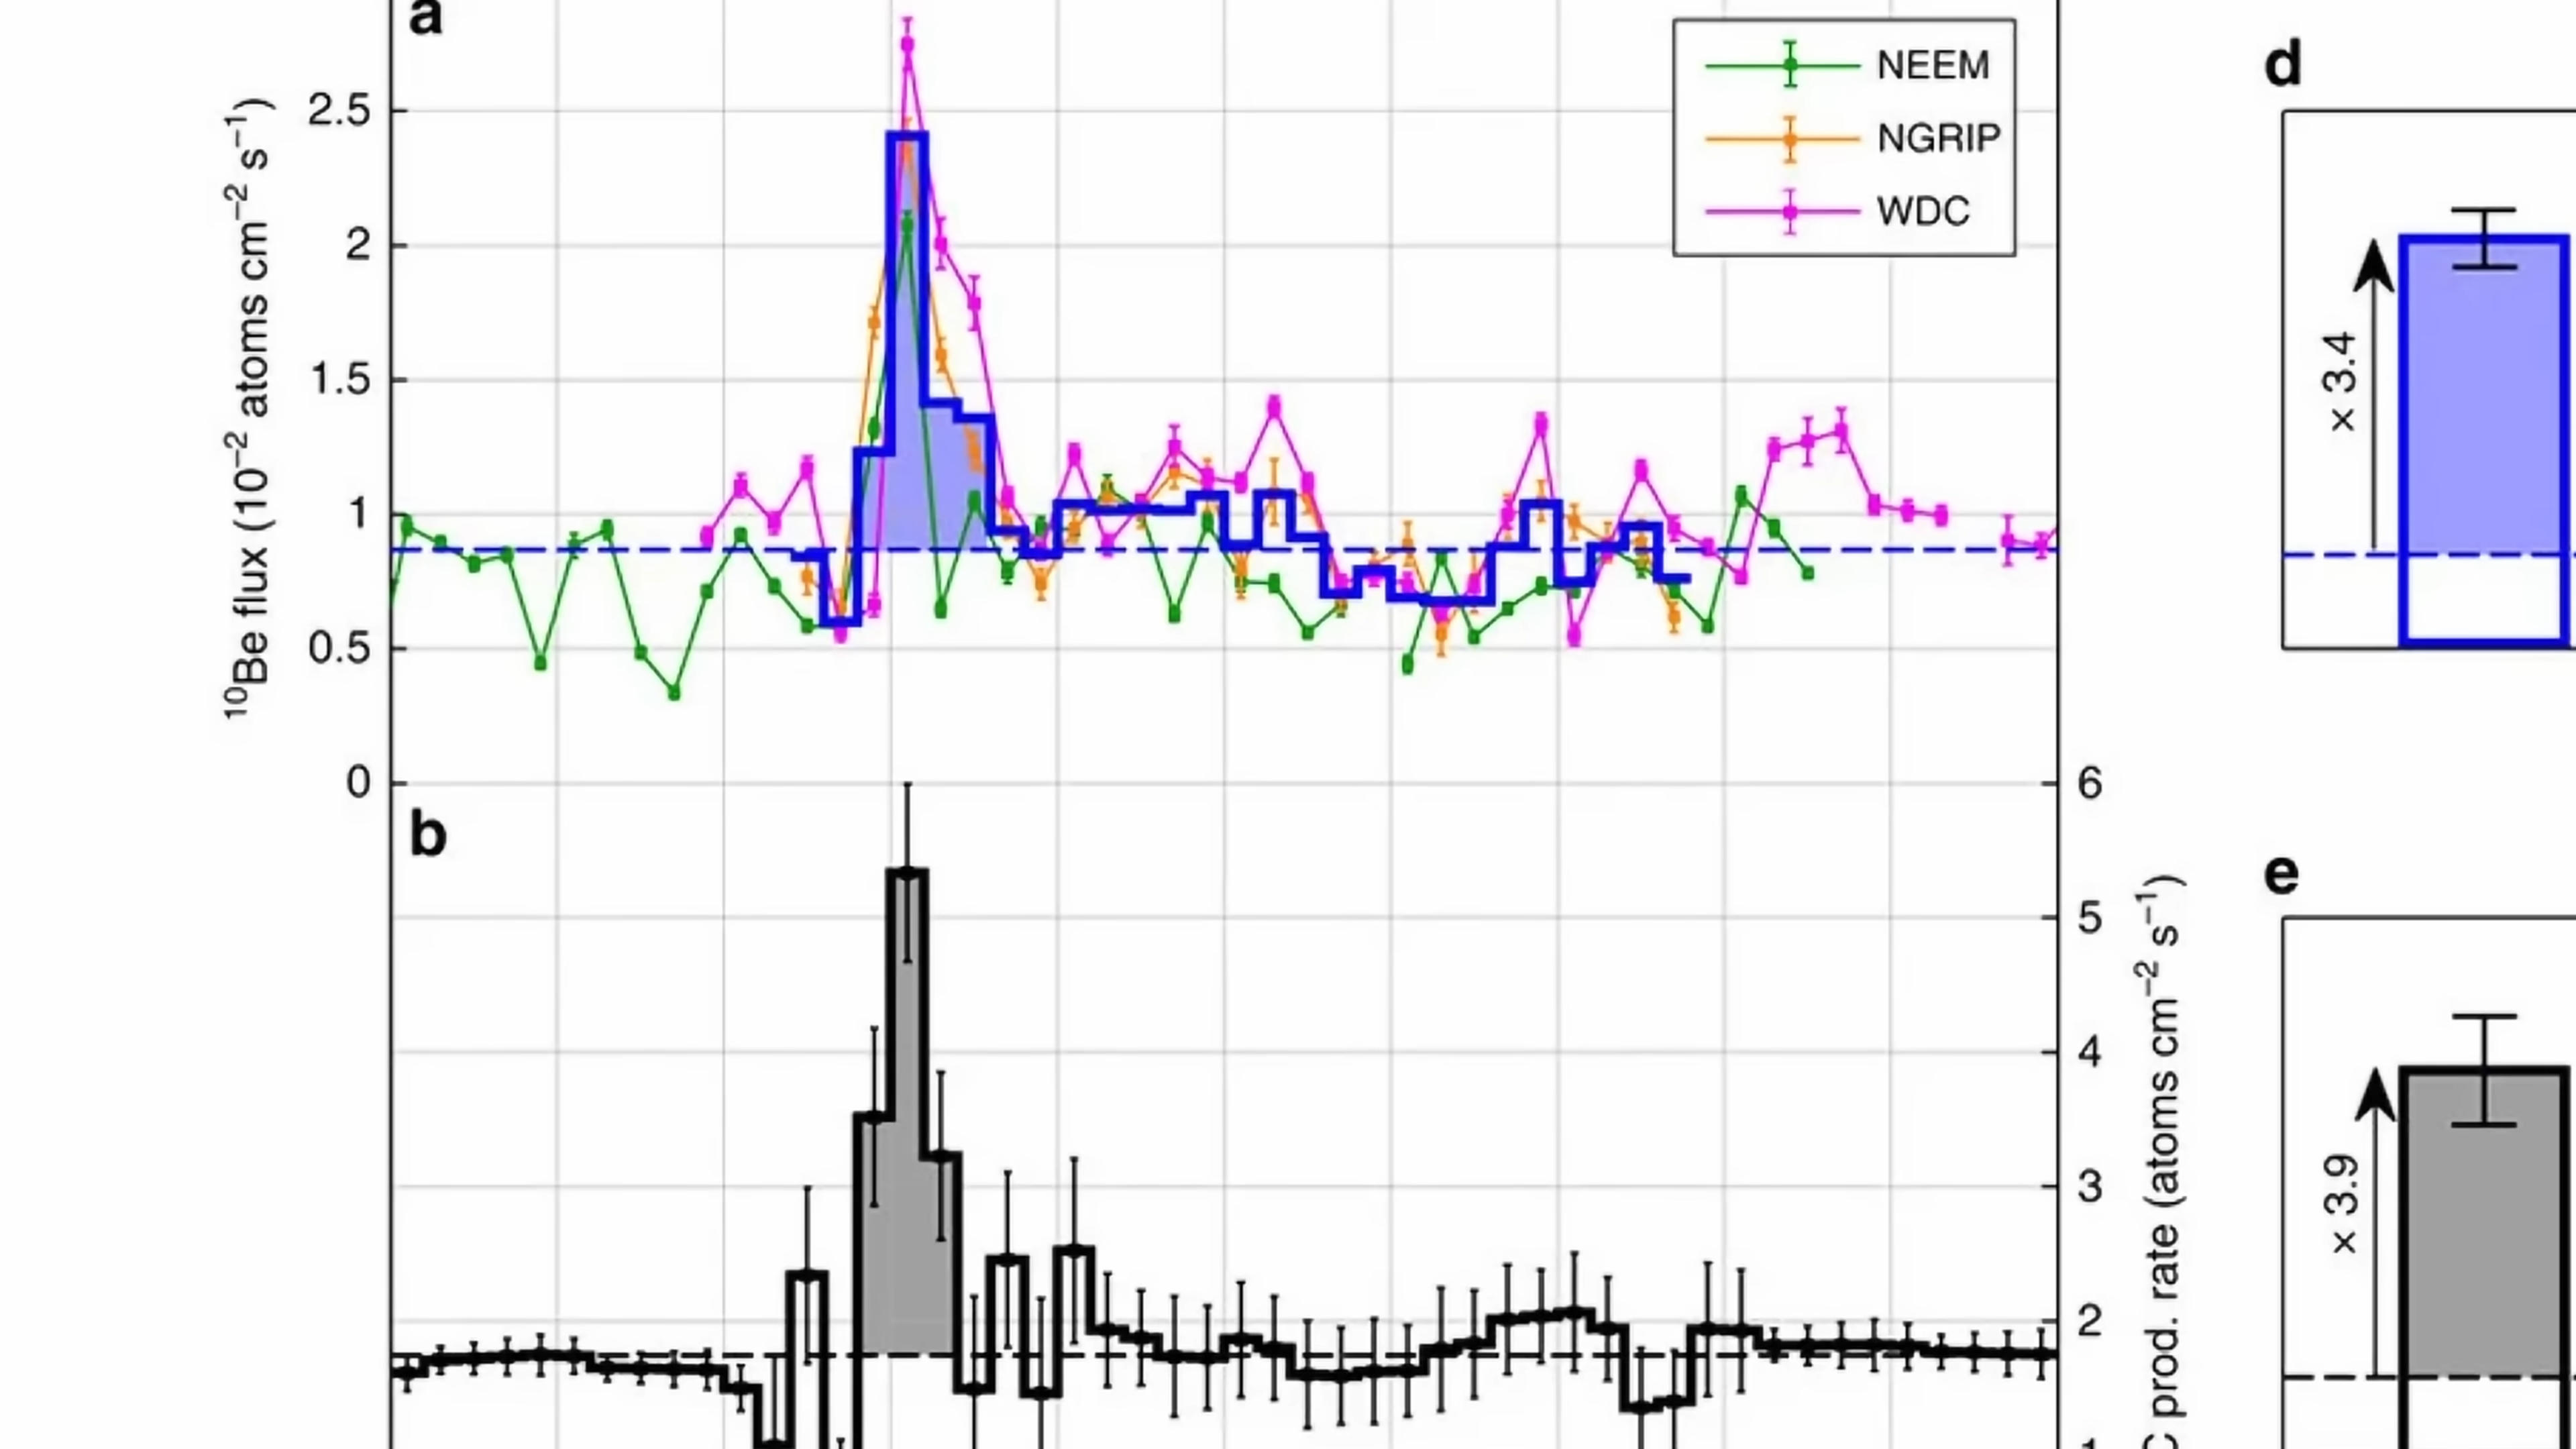 a
NEEM
NGRIP
WDC
2.5
2
1.5
1
0.5
0
¹⁰Be flux (10⁻² atoms cm⁻² s⁻¹)
b
6
5
4
3
2
C prod. rate (atoms cm⁻² s⁻¹)
d
× 3.4
e
× 3.9